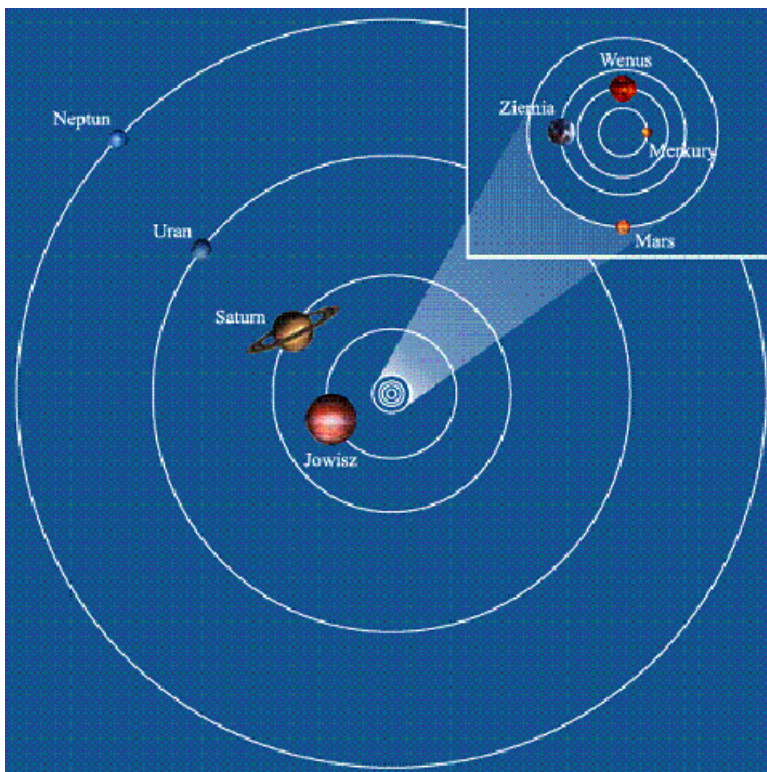 Wenus
Ziemia
Merkury
Mars
Neptun
Uran
Saturn
Jowisz